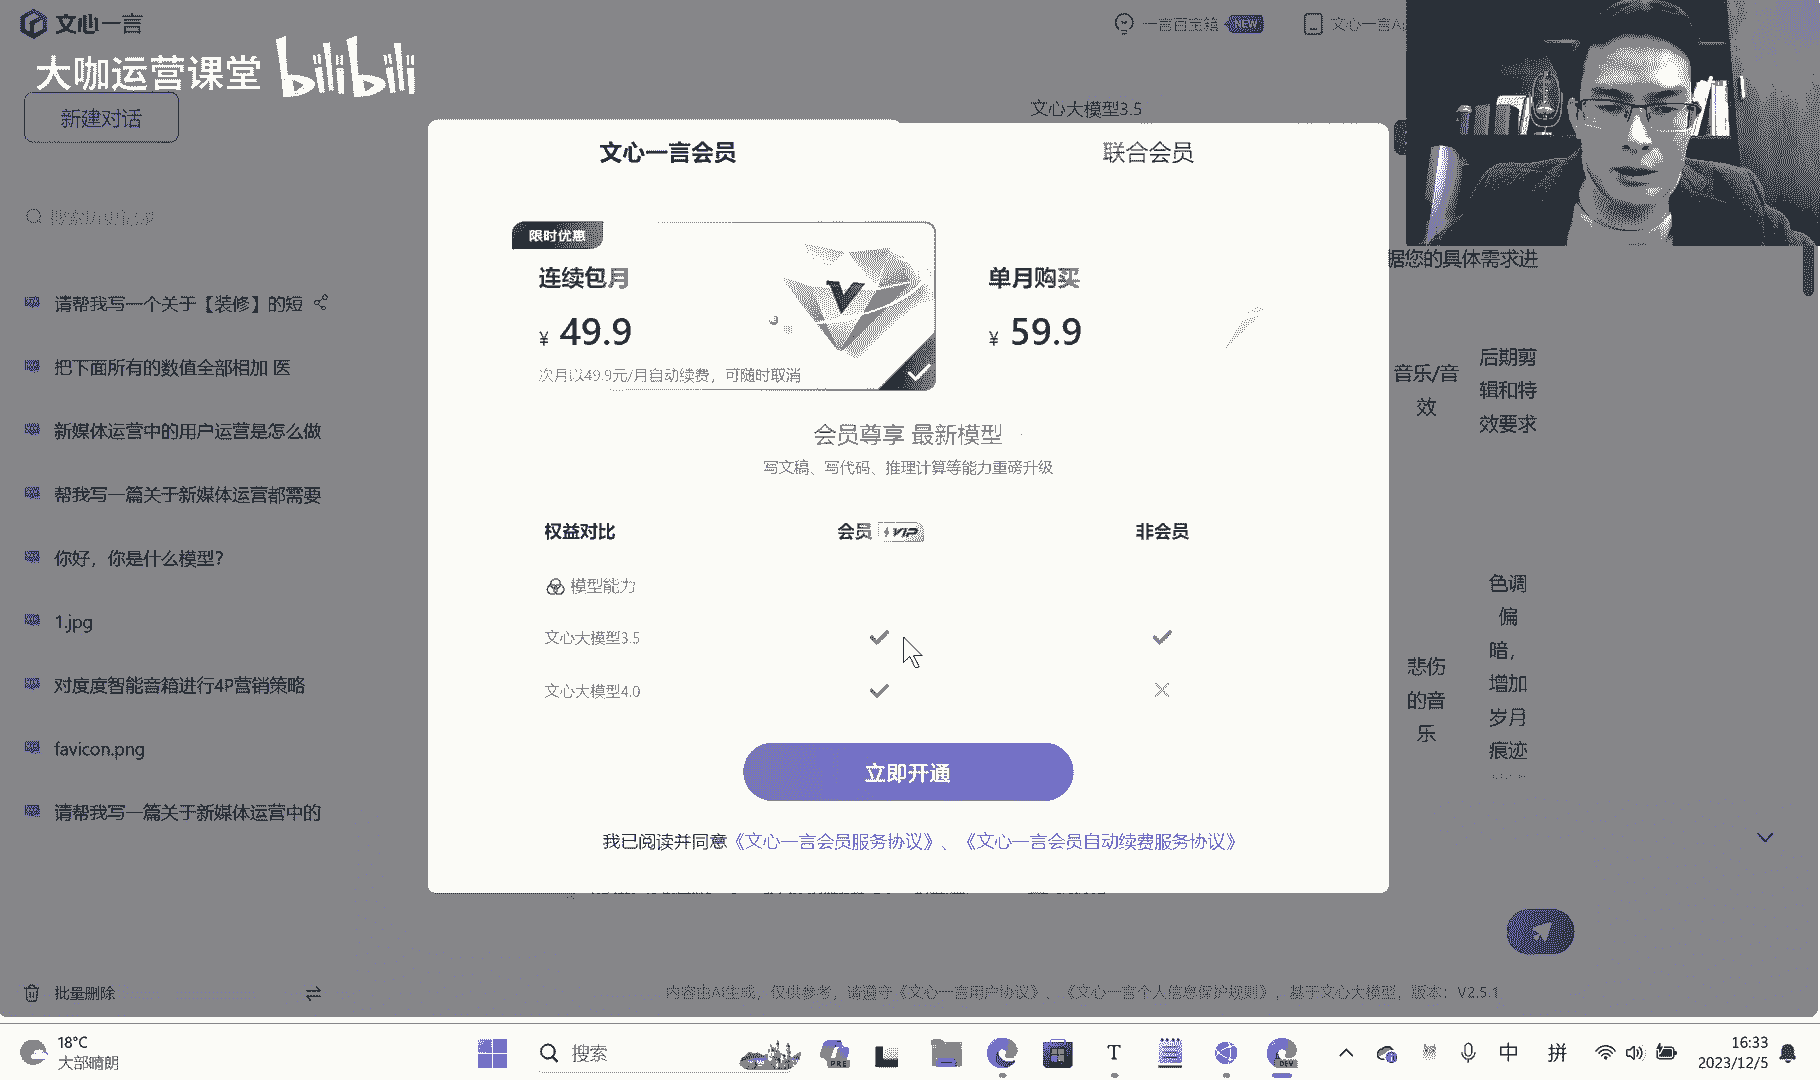 文心一言
一言百宝箱 NEW
大咖运营课堂 bilibili
新建对话
文心大模型3.5
文心一言会员
联合会员
限时优惠
连续包月
¥ 49.9
次月以49.9元/月自动续费，可随时取消
单月购买
¥ 59.9
会员尊享 最新模型
写文稿、写代码、推理计算等能力重磅升级
权益对比
会员 VIP
非会员
模型能力
文心大模型3.5
文心大模型4.0
立即开通
我已阅读并同意《文心一言会员服务协议》、《文心一言会员自动续费服务协议》
请帮我写一个关于【装修】的短
把下面所有的数值全部相加 医
新媒体运营中的用户运营是怎么做
帮我写一篇关于新媒体运营都需要
你好，你是什么模型？
1.jpg
对度度智能音箱进行4P营销策略
favicon.png
请帮我写一篇关于新媒体运营中的
批量删除
据您的具体需求进
音乐/音
效
后期剪
辑和特
效要求
悲伤
的音
乐
色调
偏
暗，
增加
岁月
痕迹
内容由AI生成，仅供参考，请遵守《文心一言用户协议》、《文心一言个人信息保护规则》，基于文心大模型，版本：V2.5.1
18°C
大部晴朗
搜索
PRE
T
DEV
中
拼
16:33
2023/12/5